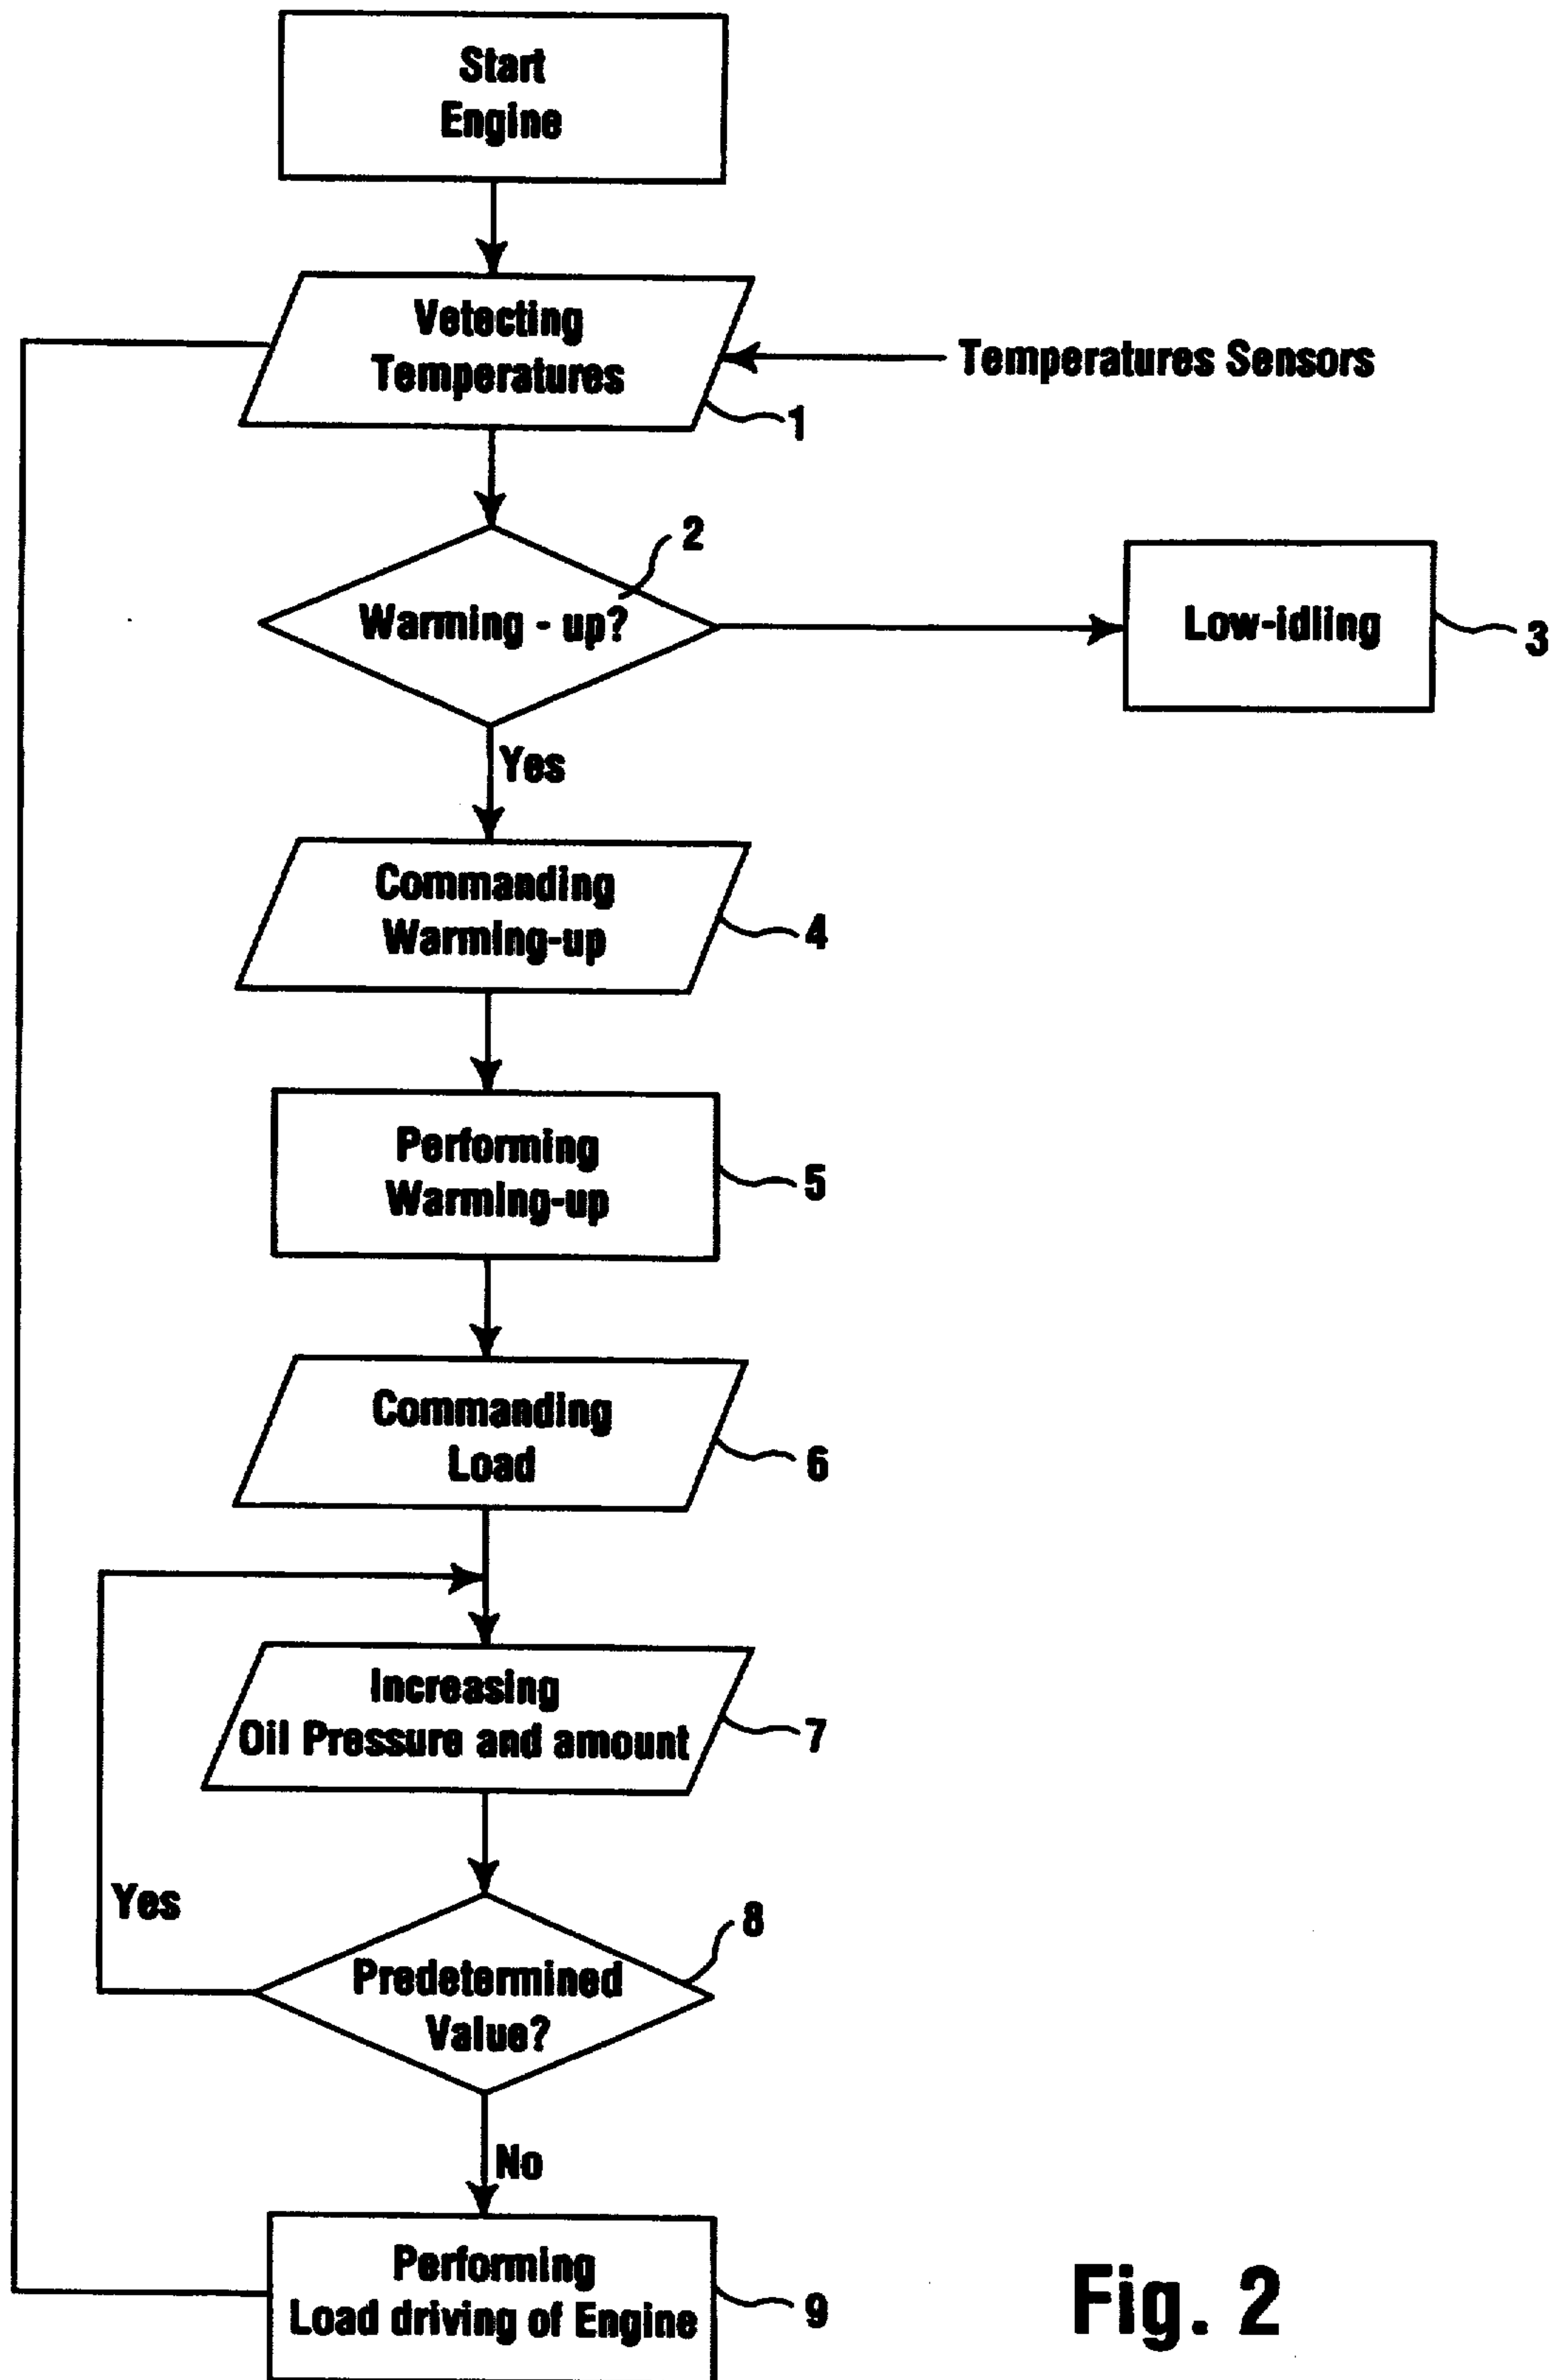 Start
Engine
Vetecting
Temperatures
Temperatures Sensors
1
2
Warming - up?
Low-idling
3
Yes
Commanding
Warming-up
4
Performing
Warming-up
5
Commanding
Load
6
Increasing
Oil Pressure and amount
7
Yes
8
Predetermined
Value?
No
Performing
Load driving of Engine
9
Fig. 2